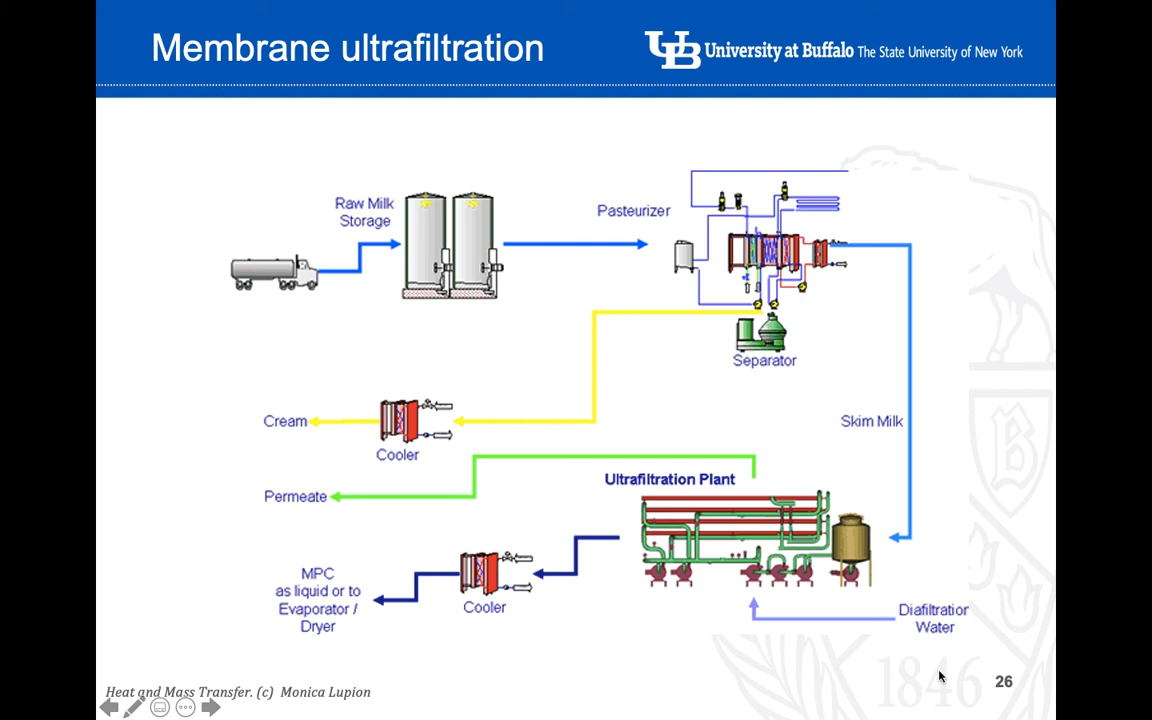 Membrane ultrafiltration
UB University at Buffalo The State University of New York
Raw Milk
Storage
Pasteurizer
Separator
Cream
Cooler
Skim Milk
Ultrafiltration Plant
Permeate
MPC
as liquid or to
Evaporator /
Dryer
Cooler
Diafiltration
Water
B
1846
Heat and Mass Transfer. (c) Monica Lupion
26